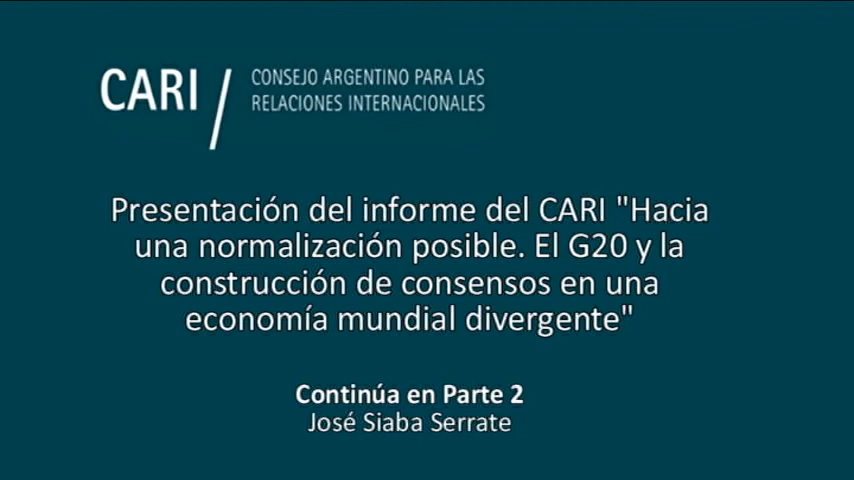 CARI
CONSEJO ARGENTINO PARA LAS
RELACIONES INTERNACIONALES
Presentación del informe del CARI "Hacia
una normalización posible. El G20 y la
construcción de consensos en una
economía mundial divergente"
Continúa en Parte 2
José Siaba Serrate